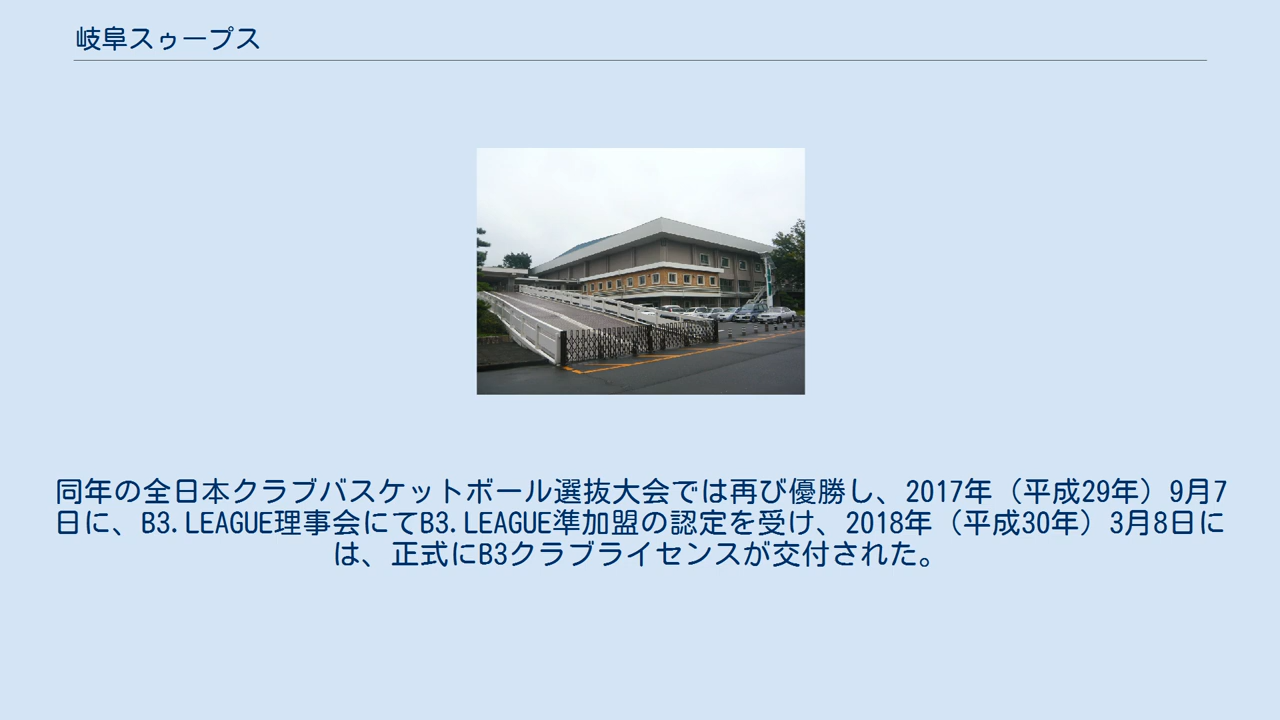 岐阜スゥープス
同年の全日本クラブバスケットボール選抜大会では再び優勝し、2017年（平成29年）9月7
日に、B3.LEAGUE理事会にてB3.LEAGUE準加盟の認定を受け、2018年（平成30年）3月8日に
は、正式にB3クラブライセンスが交付された。